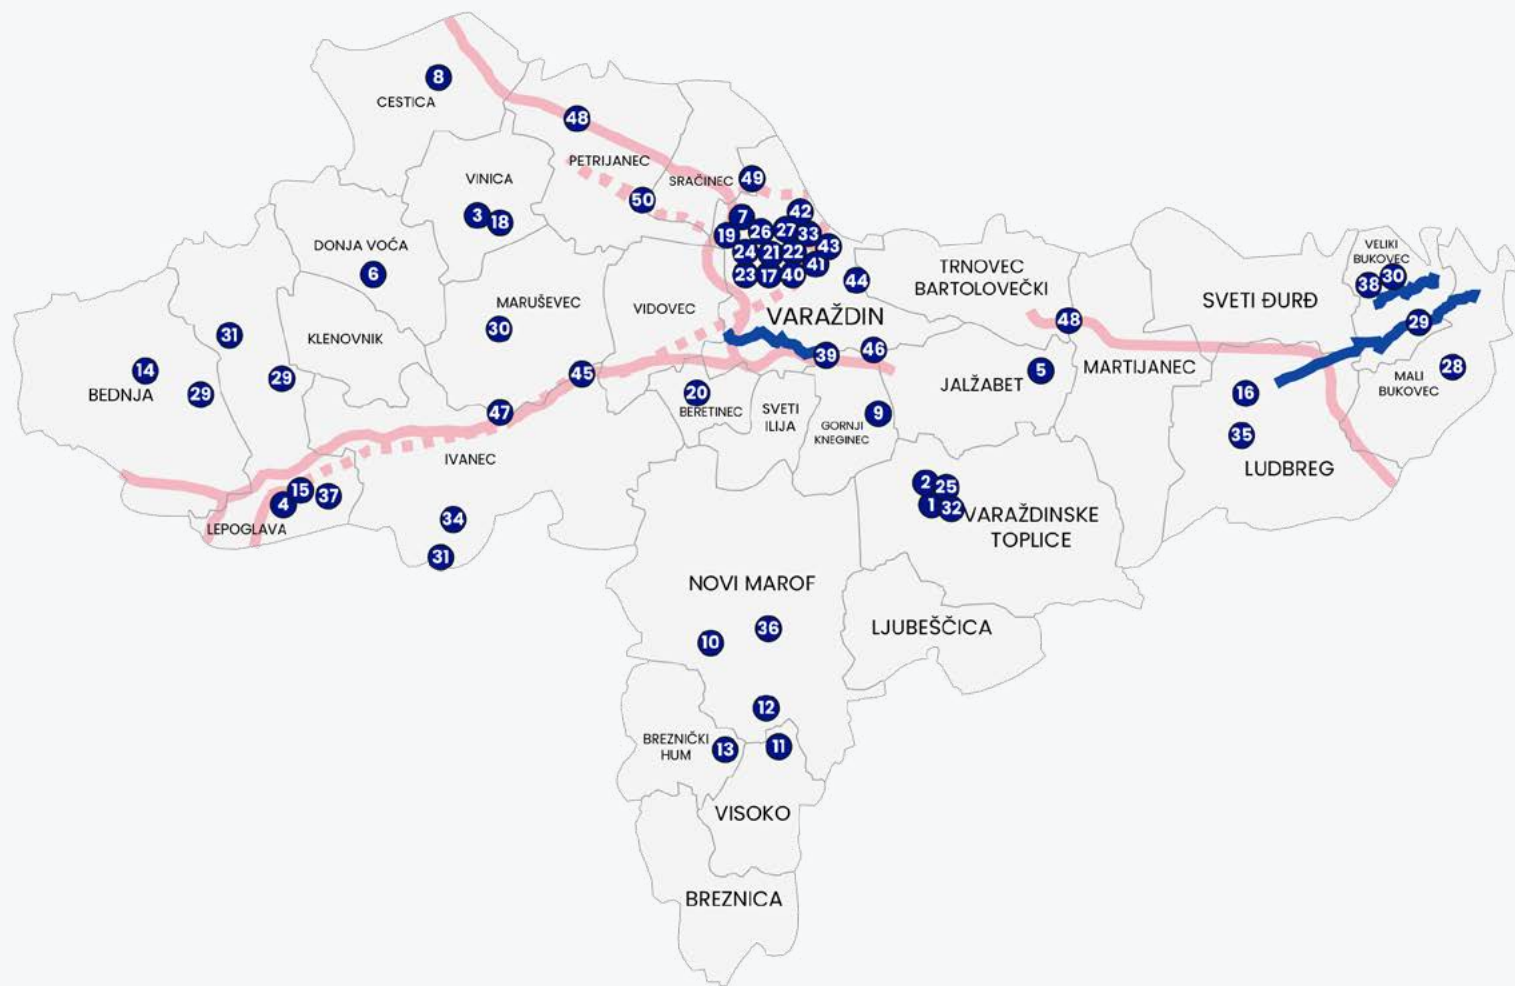 8
CESTICA
48
PETRIJANEC
SRAČINEC
49
VINICA
50
3
18
7
42
19
26
27
33
24
21
22
43
23
17
40
41
44
DONJA VOĆA
6
VELIKI
BUKOVEC
38
30
TRNOVEC
BARTOLOVEČKI
SVETI ĐURĐ
MARUŠEVEC
30
VIDOVEC
VARAŽDIN
48
29
31
KLENOVNIK
39
46
14
BEDNJA
29
29
45
JALŽABET
5
MARTIJANEC
MALI
BUKOVEC
28
16
20
BERETINEC
SVETI
ILIJA
9
GORNJI
KNEGINEC
47
35
LUDBREG
IVANEC
15
4
37
LEPOGLAVA
34
31
2
25
1
32
VARAŽDINSKE
TOPLICE
NOVI MAROF
36
10
LJUBEŠČICA
12
BREZNIČKI
HUM
13
11
VISOKO
BREZNICA